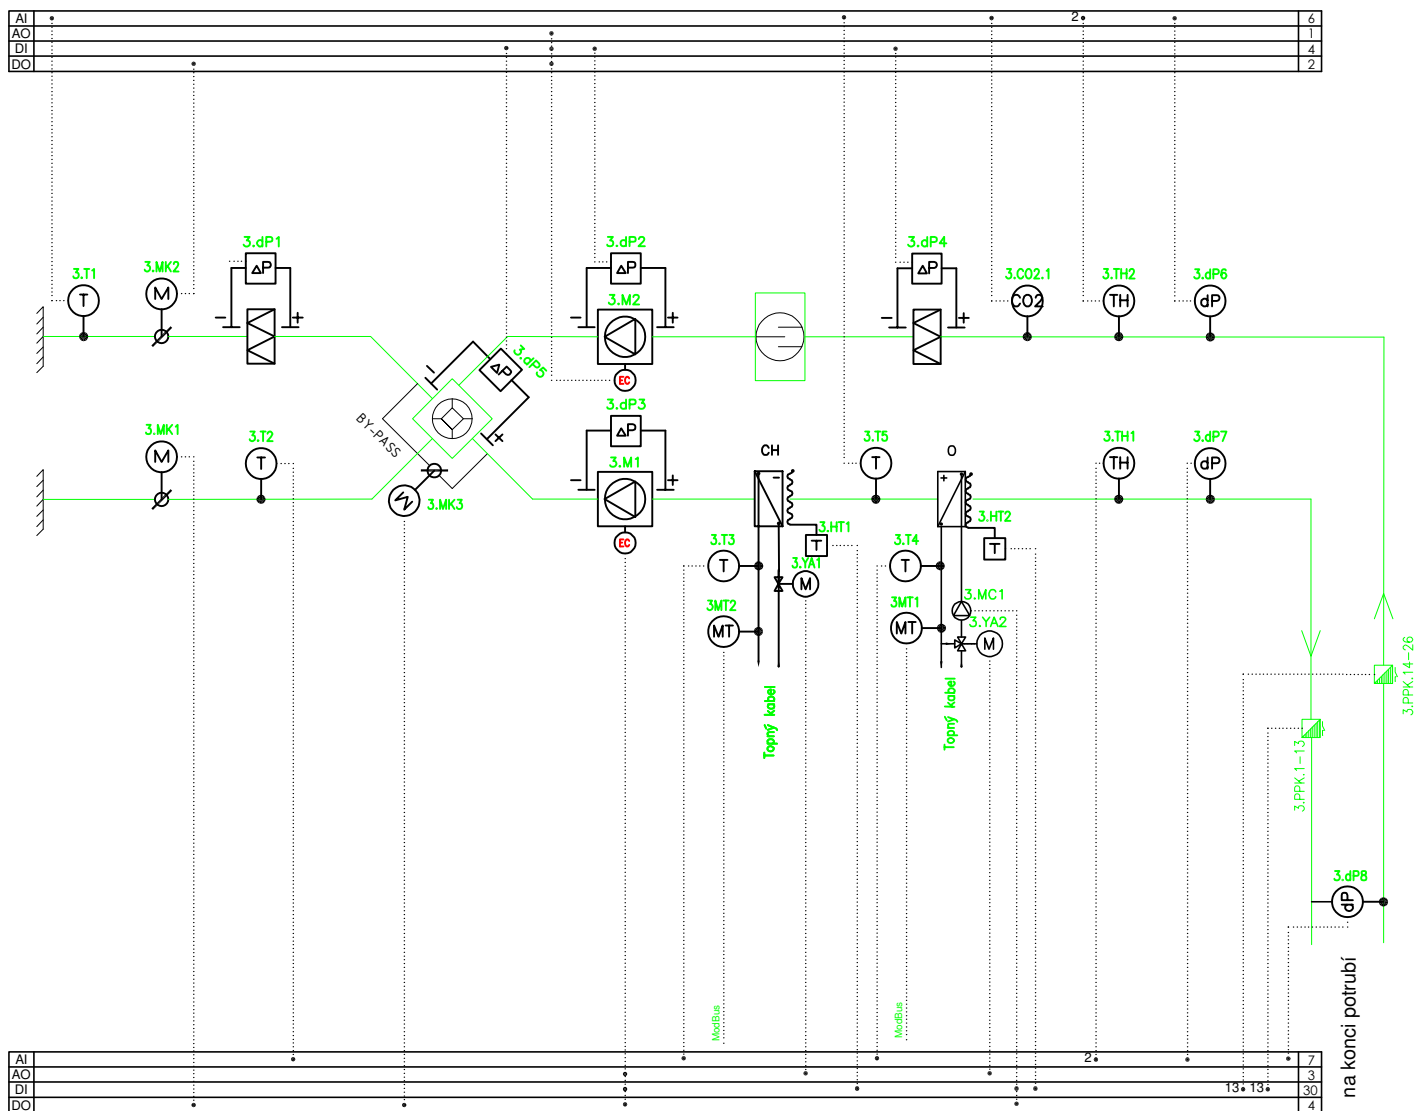 AI 2 6
AO 1
DI 4
DO 2
3.dP1
3.dP2
3.dP4
ΔP
ΔP
ΔP
3.T1
3.MK2
3.CO2.1
3.TH2
3.dP6
T
M
3.M2
CO2
TH
dP
- +
- +
- +
3.dP5
ΔP
- +
EC
BY-PASS
3.dP3
ΔP
3.MK1
3.T2
3.M1
CH
3.T5
O
3.TH1
3.dP7
M
T
- +
-
T
+
TH
dP
M
3.MK3
EC
3.HT1
T
3.HT2
T
3.T3
T
3.YA1
M
3.T4
T
3MT2
MT
3MT1
MT
3.MC1
3.YA2
M
Topný kabel
Topný kabel
3.PPK.14-26
3.PPK.1-13
3.dP8
dP
na konci potrubí
ModBus
ModBus
AI 2 7
AO 3
DI 13 13 30
DO 4